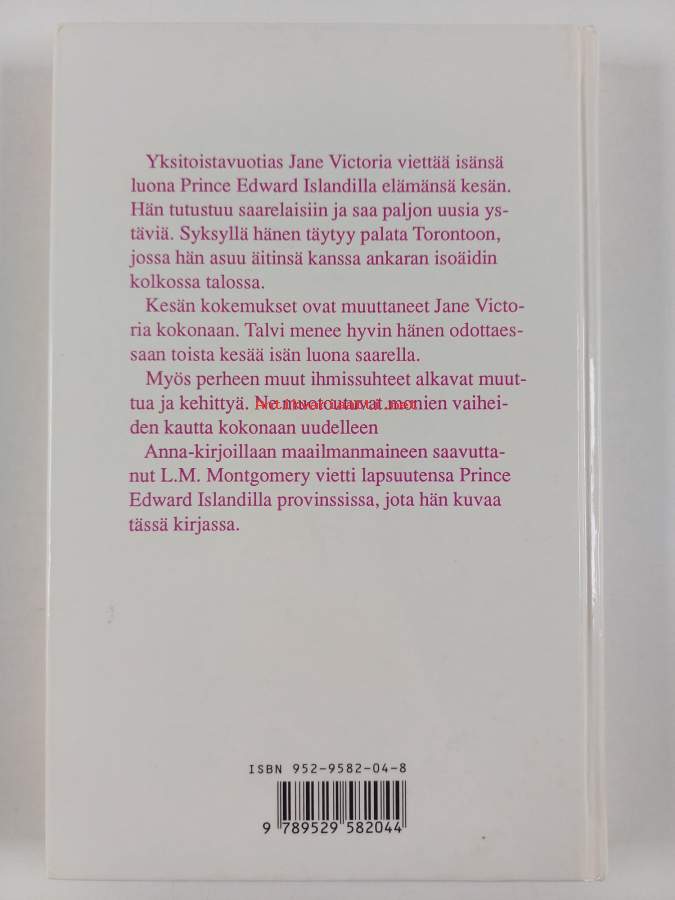 Yksitoistavuotias Jane Victoria viettää isänsä
luona Prince Edward Islandilla elämänsä kesän.
Hän tutustuu saarelaisiin ja saa paljon uusia ys-
täviä. Syksyllä hänen täytyy palata Torontoon,
jossa hän asuu äitinsä kanssa ankaran isoäidin
kolkossa talossa.
Kesän kokemukset ovat muuttaneet Jane Victo-
ria kokonaan. Talvi menee hyvin hänen odottaes-
saan toista kesää isän luona saarella.
Myös perheen muut ihmissuhteet alkavat muut-
tua ja kehittyä. Ne muotoutuvat monien vaihei-
den kautta kokonaan uudelleen
Anna-kirjoillaan maailmanmaineen saavutta-
nut L.M. Montgomery vietti lapsuutensa Prince
Edward Islandilla provinssissa, jota hän kuvaa
tässä kirjassa.
ISBN 952-9582-04-8
9 789529 582044